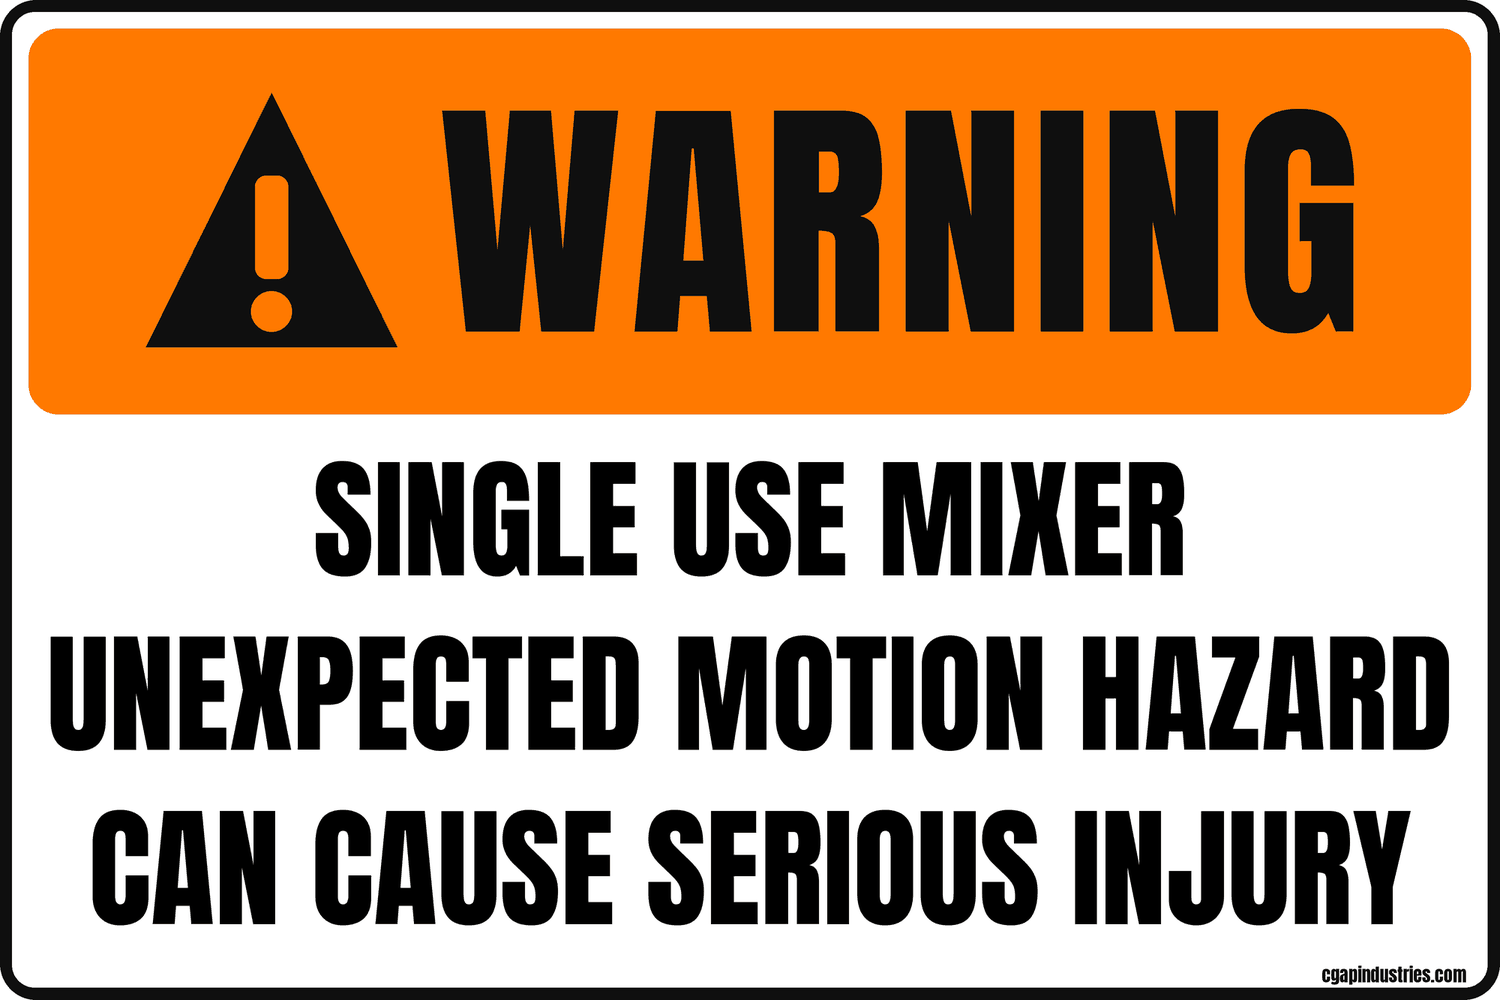 WARNING
SINGLE USE MIXER
UNEXPECTED MOTION HAZARD
CAN CAUSE SERIOUS INJURY
cgapindustries.com